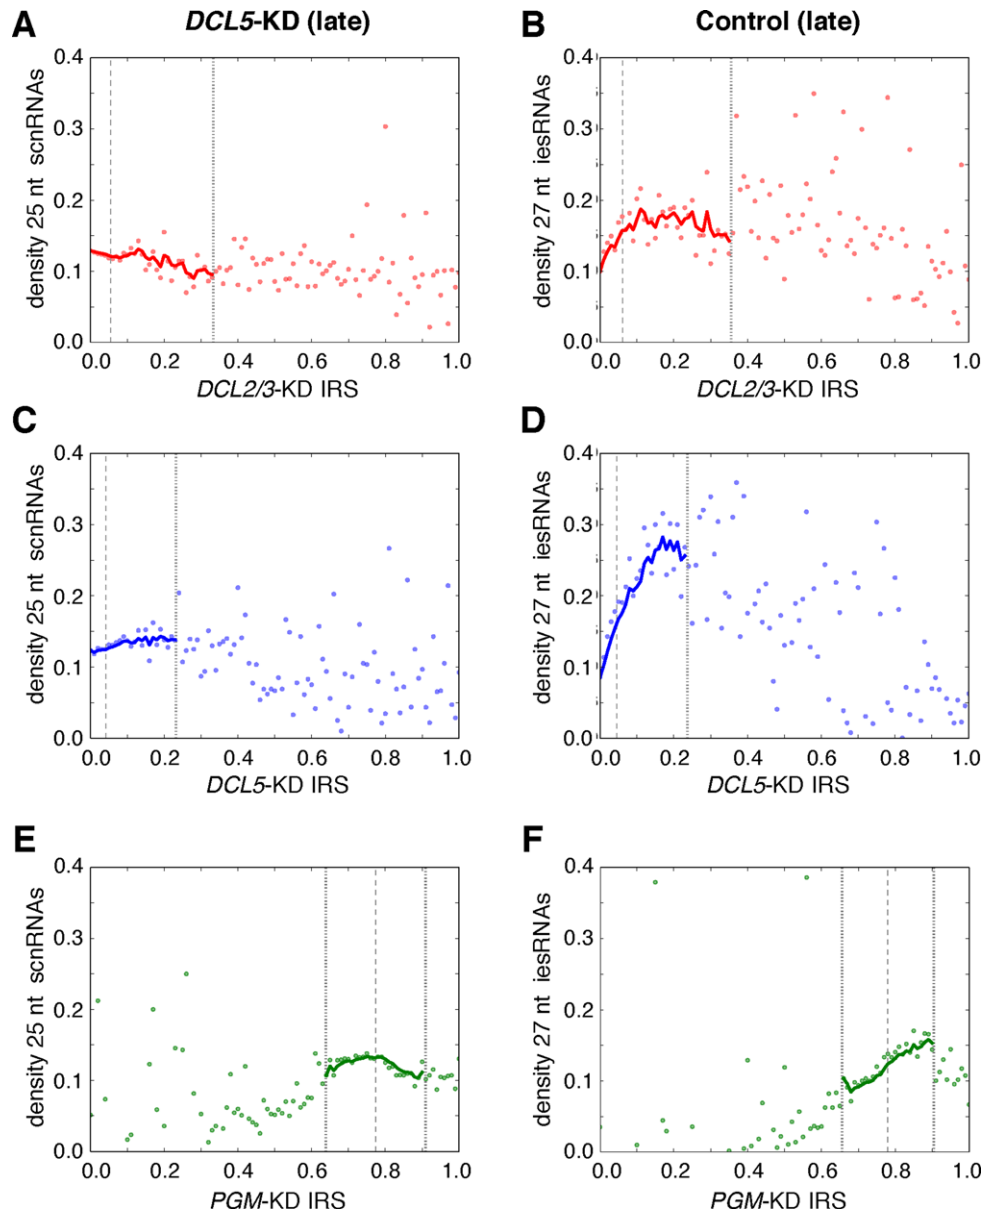 A DCL5-KD (late)
B Control (late)
density 25 nt scnRNAs
0.4
0.3
0.2
0.1
0.0
0.0 0.2 0.4 0.6 0.8 1.0
DCL2/3-KD IRS
density 27 nt iesRNAs
0.4
0.3
0.2
0.1
0.0
0.0 0.2 0.4 0.6 0.8 1.0
DCL2/3-KD IRS
C
density 25 nt scnRNAs
0.4
0.3
0.2
0.1
0.0
0.0 0.2 0.4 0.6 0.8 1.0
DCL5-KD IRS
D
density 27 nt iesRNAs
0.4
0.3
0.2
0.1
0.0
0.0 0.2 0.4 0.6 0.8 1.0
DCL5-KD IRS
E
density 25 nt scnRNAs
0.4
0.3
0.2
0.1
0.0
0.0 0.2 0.4 0.6 0.8 1.0
PGM-KD IRS
F
density 27 nt iesRNAs
0.4
0.3
0.2
0.1
0.0
0.0 0.2 0.4 0.6 0.8 1.0
PGM-KD IRS